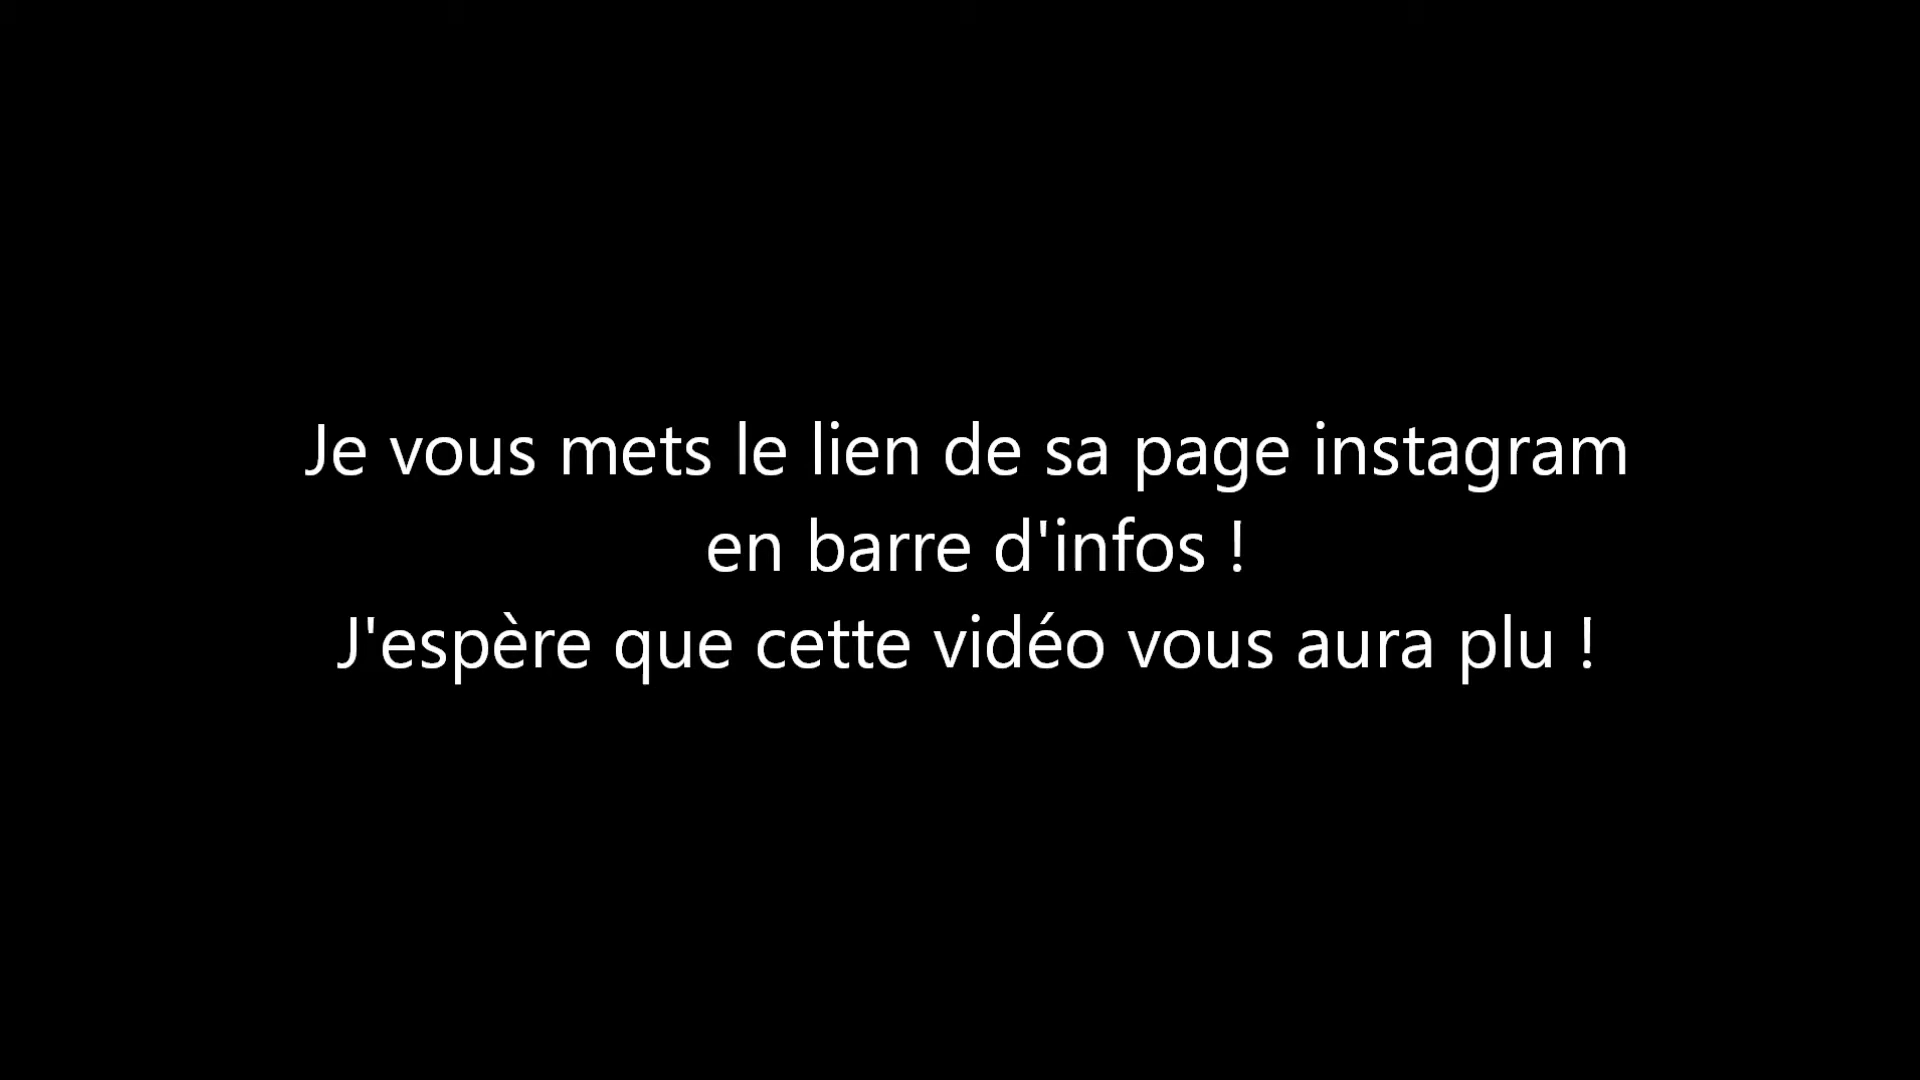 Je vous mets le lien de sa page instagram
en barre d'infos !
J'espère que cette vidéo vous aura plu !